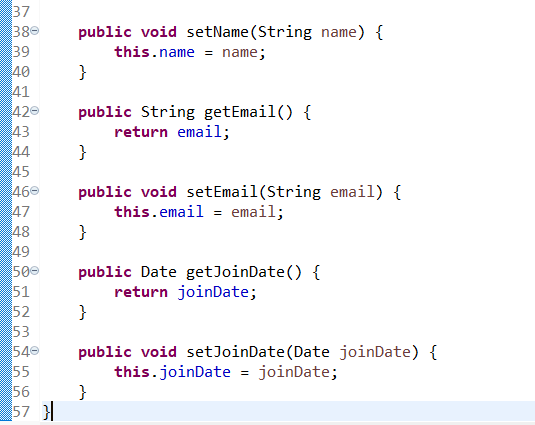 37
38 public void setName(String name) {
39 this.name = name;
40 }
41
42 public String getEmail() {
43 return email;
44 }
45
46 public void setEmail(String email) {
47 this.email = email;
48 }
49
50 public Date getJoinDate() {
51 return joinDate;
52 }
53
54 public void setJoinDate(Date joinDate) {
55 this.joinDate = joinDate;
56 }
57 }